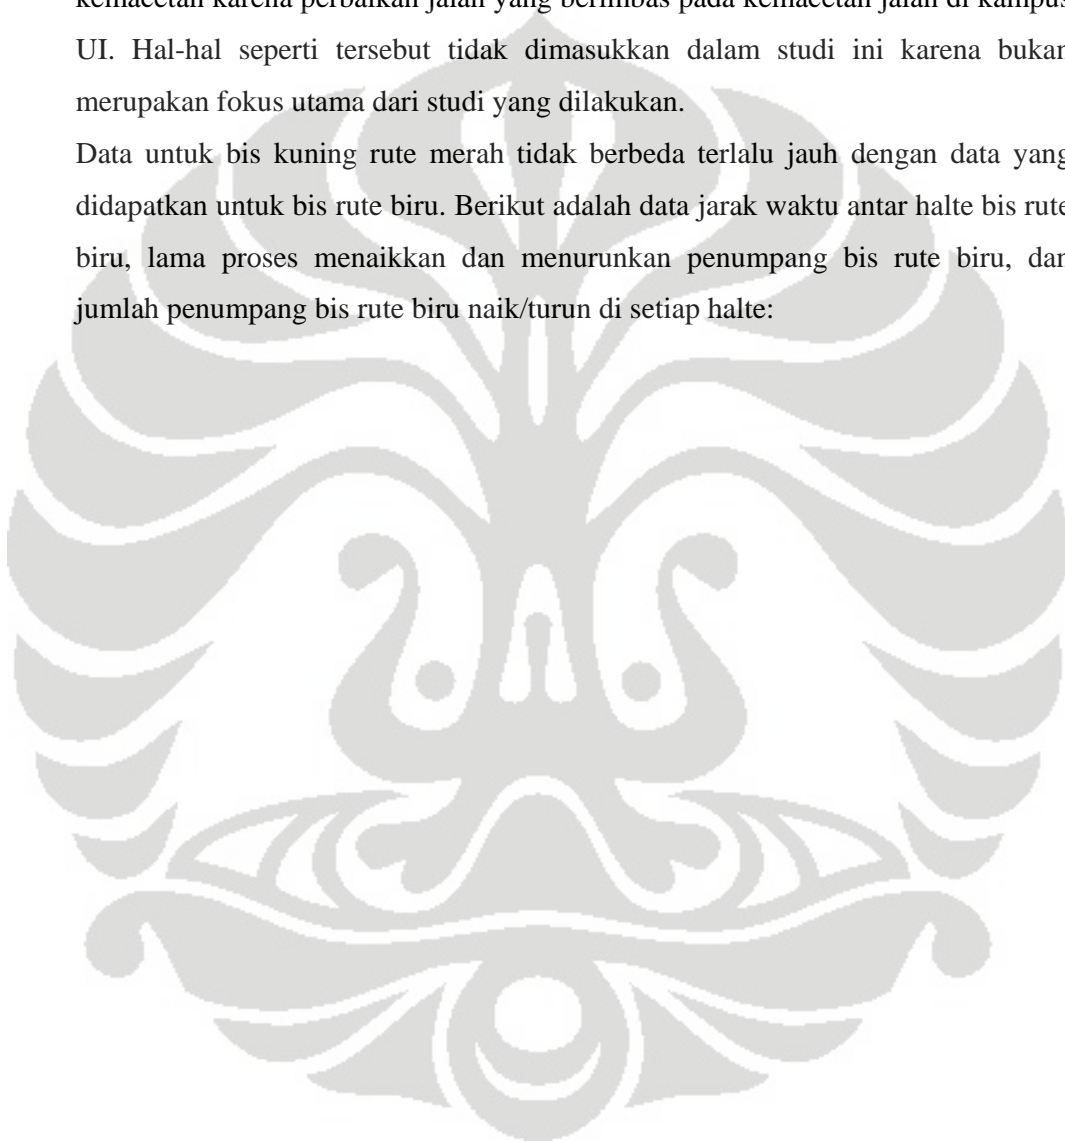 kemacetan karena perbaikan jalan yang berimbas pada kemacetan jalan di kampus
UI. Hal-hal seperti tersebut tidak dimasukkan dalam studi ini karena bukan
merupakan fokus utama dari studi yang dilakukan.
Data untuk bis kuning rute merah tidak berbeda terlalu jauh dengan data yang
didapatkan untuk bis rute biru. Berikut adalah data jarak waktu antar halte bis rute
biru, lama proses menaikkan dan menurunkan penumpang bis rute biru, dan
jumlah penumpang bis rute biru naik/turun di setiap halte: